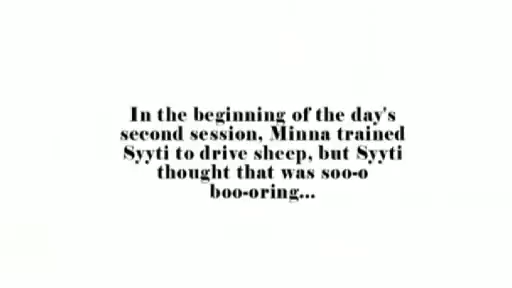 In the beginning of the day's
second session, Minna trained
Syyti to drive sheep, but Syyti
thought that was soo-o
boo-oring...